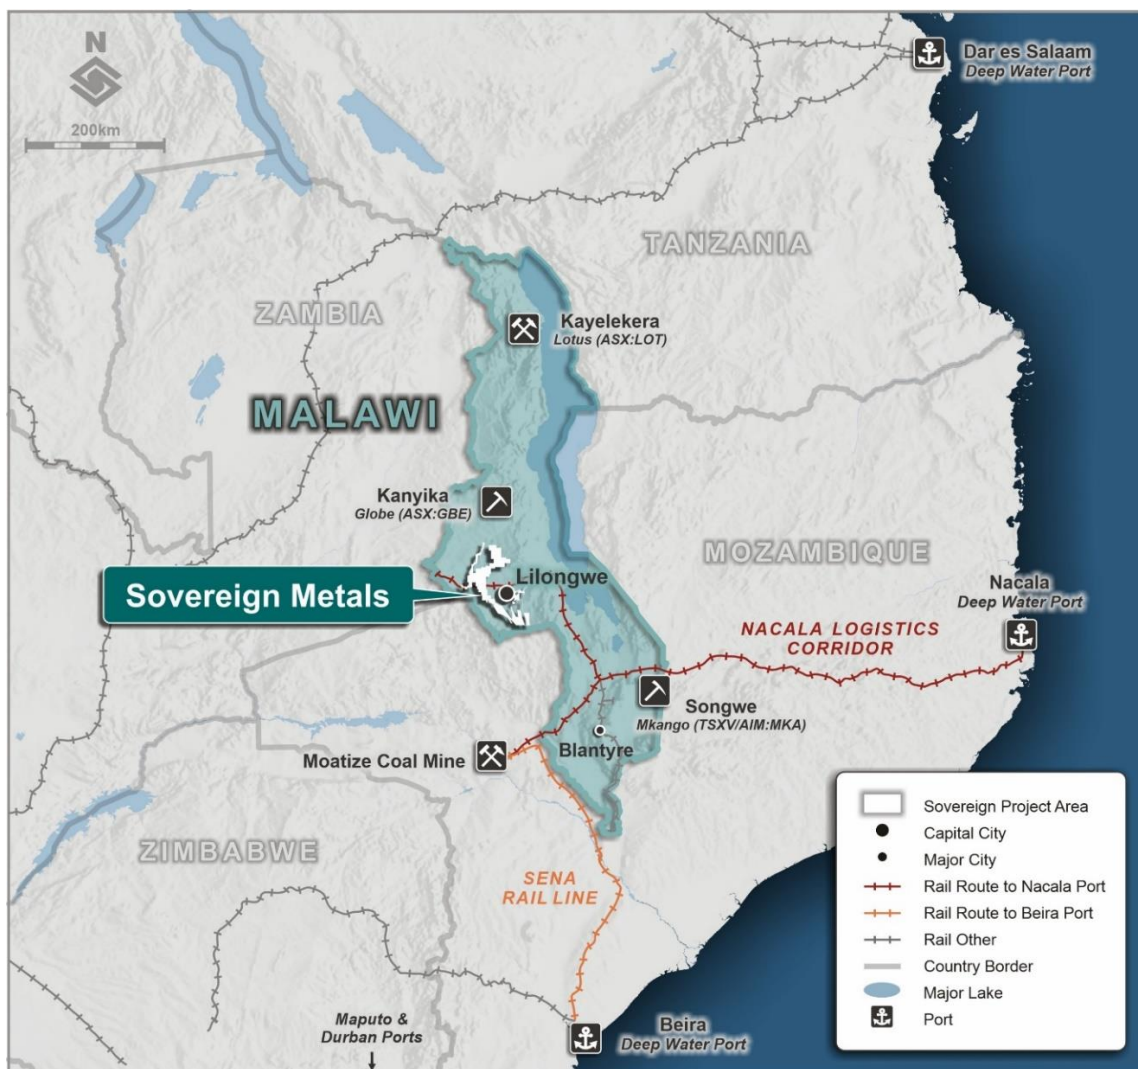 N
200km
Dar es Salaam
Deep Water Port
TANZANIA
ZAMBIA
Kayelekera
Lotus (ASX:LOT)
MALAWI
Kanyika
Globe (ASX:GBE)
MOZAMBIQUE
Lilongwe
Sovereign Metals
Nacala
Deep Water Port
NACALA LOGISTICS
CORRIDOR
Songwe
Mkango (TSXV/AIM:MKA)
Blantyre
Moatize Coal Mine
ZIMBABWE
SENA
RAIL LINE
Maputo &
Durban Ports
Beira
Deep Water Port
Sovereign Project Area
Capital City
Major City
Rail Route to Nacala Port
Rail Route to Beira Port
Rail Other
Country Border
Major Lake
Port